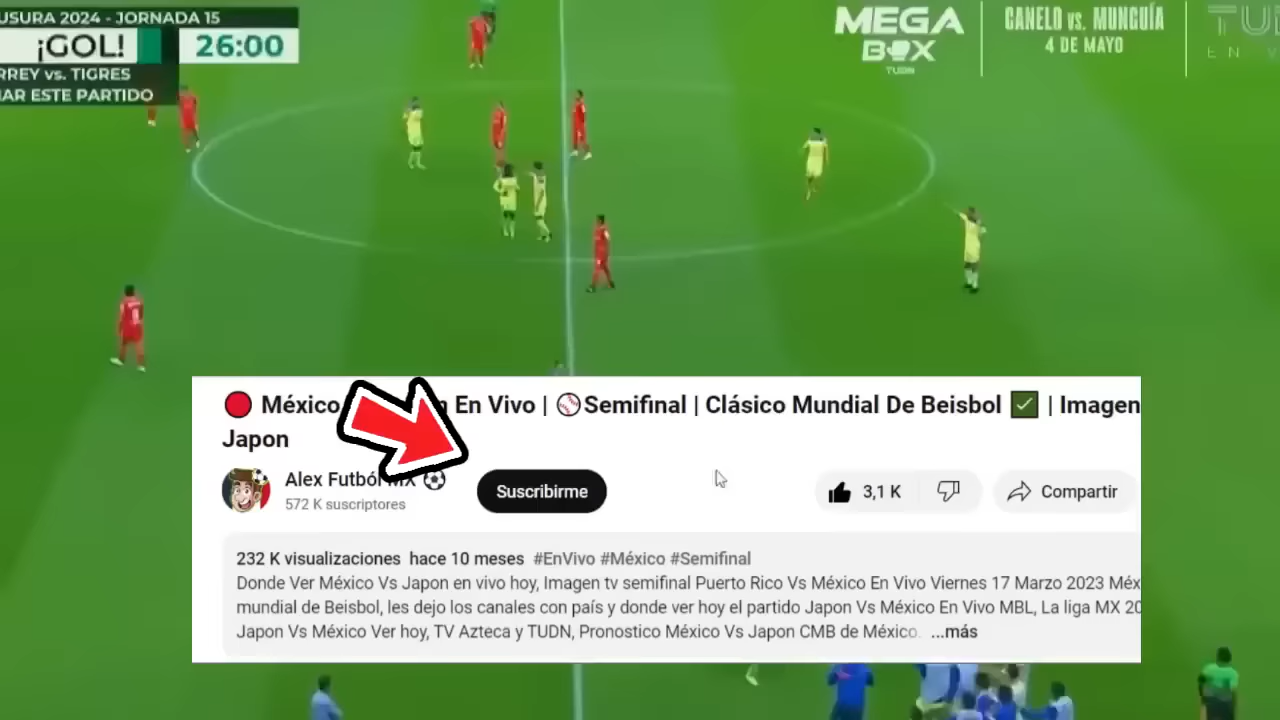 USURA 2024 - JORNADA 15
¡GOL!
26:00
RREY vs. TIGRES
AR ESTE PARTIDO
MEGA
BOX
TUDN
CANELO vs. MUNGUÍA
4 DE MAYO
TU
EN V
🔴 México n En Vivo | ⚾Semifinal | Clásico Mundial De Beisbol ✅ | Imagen
Japon
Alex Futból MX ⚽
572 K suscriptores
Suscribirme
3,1 K
Compartir
232 K visualizaciones hace 10 meses #EnVivo #México #Semifinal
Donde Ver México Vs Japon en vivo hoy, Imagen tv semifinal Puerto Rico Vs México En Vivo Viernes 17 Marzo 2023 Méx
mundial de Beisbol, les dejo los canales con país y donde ver hoy el partido Japon Vs México En Vivo MBL, La liga MX 20
Japon Vs México Ver hoy, TV Azteca y TUDN, Pronostico México Vs Japon CMB de México. ...más